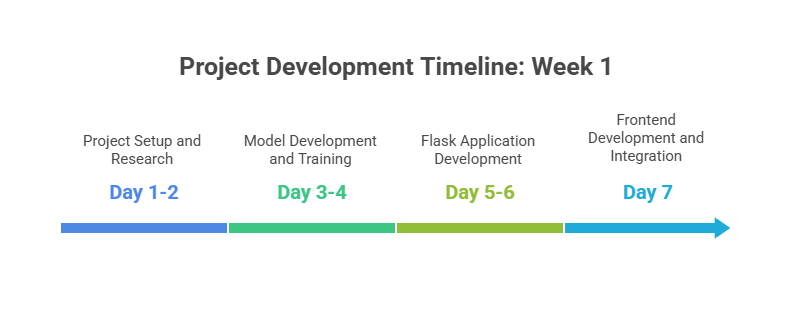 Project Development Timeline: Week 1
Project Setup and
Research
Day 1-2
Model Development
and Training
Day 3-4
Flask Application
Development
Day 5-6
Frontend
Development and
Integration
Day 7